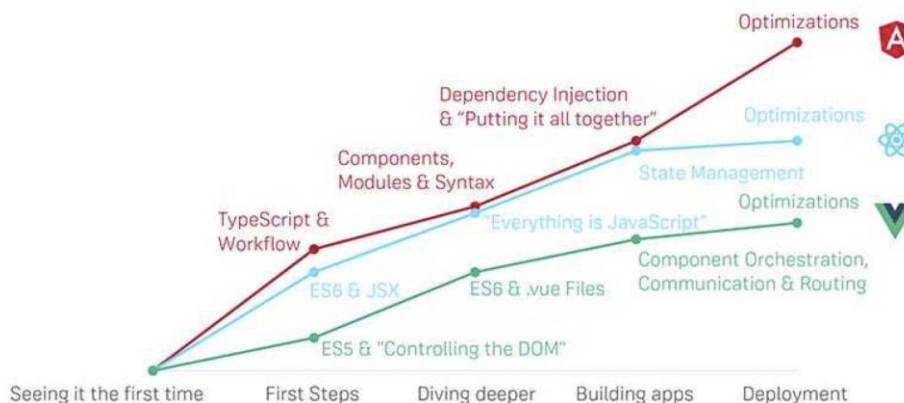 Optimizations
A
Dependency Injection
& "Putting it all together"
Optimizations
Components,
Modules & Syntax
State Management
Optimizations
TypeScript &
Workflow
"Everything is JavaScript"
Component Orchestration,
Communication & Routing
ES6 & JSX
ES6 & .vue Files
ES5 & "Controlling the DOM"
Seeing it the first time
First Steps
Diving deeper
Building apps
Deployment